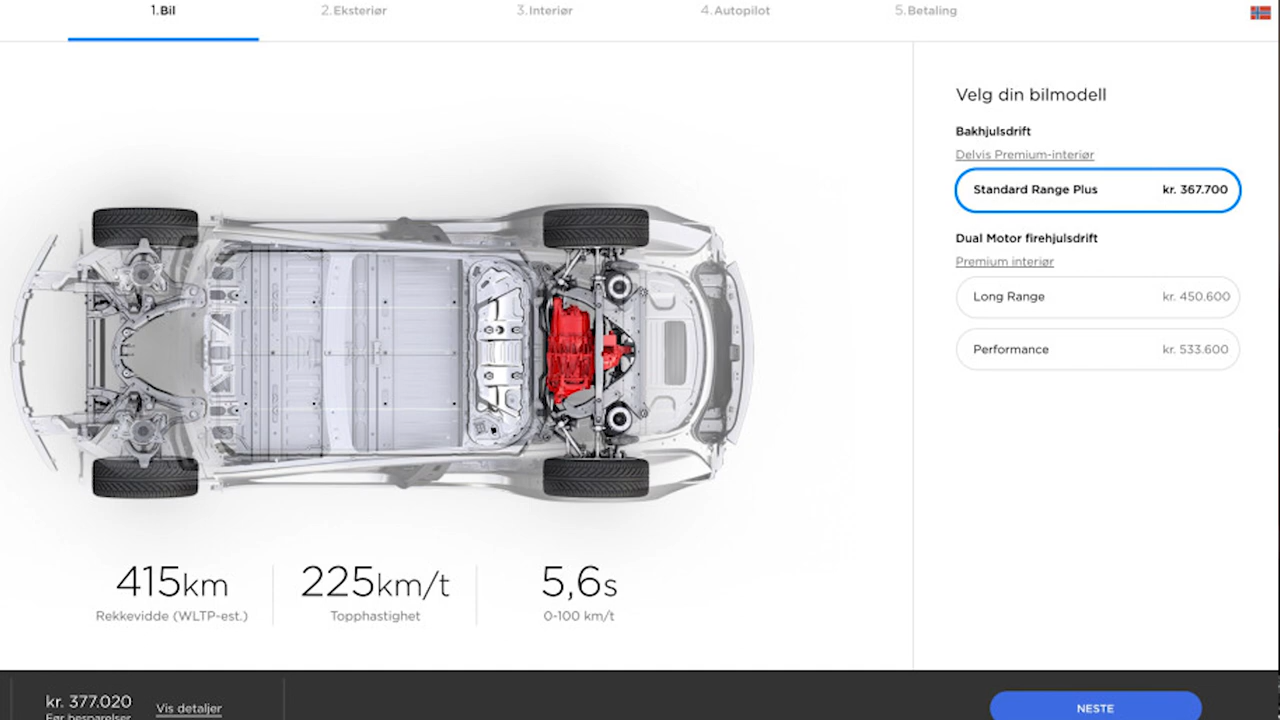 1.Bil
2.Eksteriør
3.Interiør
4.Autopilot
5.Betaling
Velg din bilmodell
Bakhjulsdrift
Delvis Premium-interiør
Standard Range Plus kr. 367.700
Dual Motor firehjulsdrift
Premium interiør
Long Range kr. 450.600
Performance kr. 533.600
415km
Rekkevidde (WLTP-est.)
225km/t
Topphastighet
5,6s
0-100 km/t
kr. 377.020
Før besparelser
Vis detaljer
NESTE